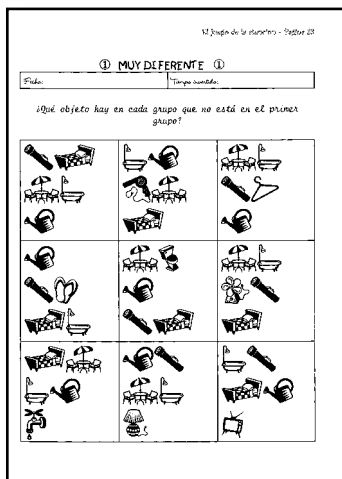 El juego de la atención - Página 23
① MUY DIFERENTE ①
Fecha:
Tiempo invertido:
¿Qué objeto hay en cada grupo que no está en el primer
grupo?